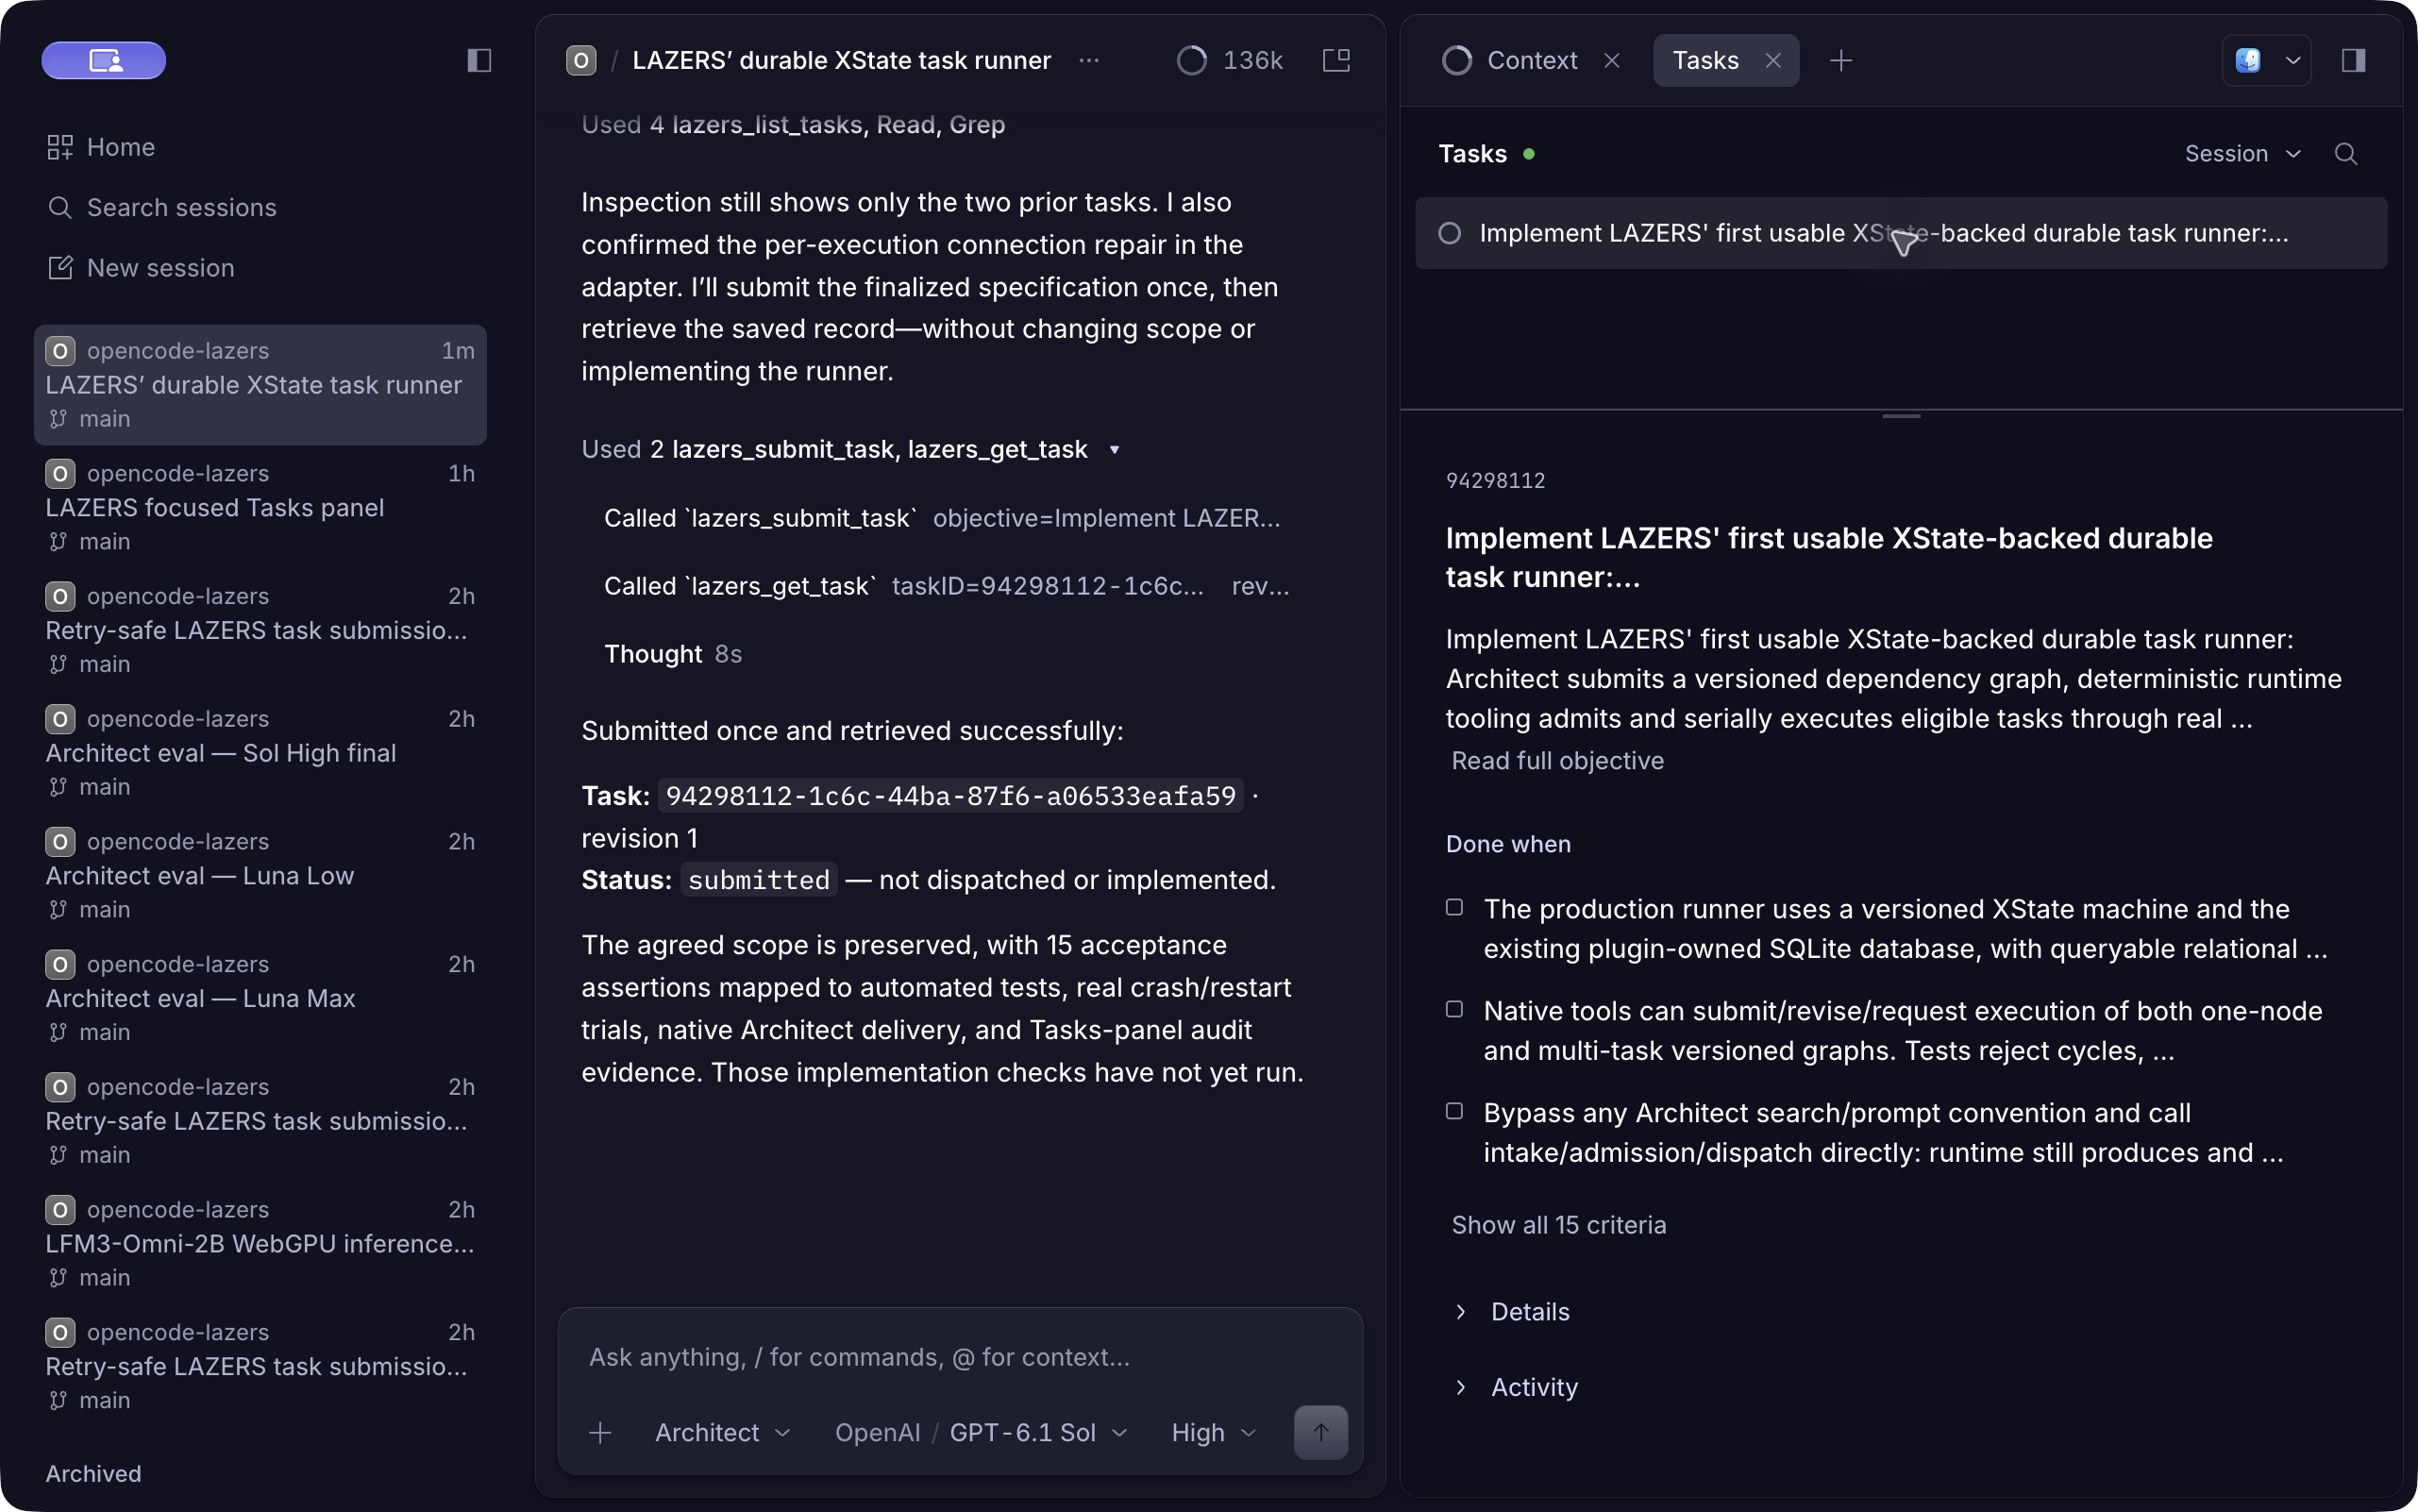 Home
Search sessions
New session
O opencode-lazers 1m
LAZERS’ durable XState task runner
main
O opencode-lazers 1h
LAZERS focused Tasks panel
main
O opencode-lazers 2h
Retry-safe LAZERS task submissio...
main
O opencode-lazers 2h
Architect eval — Sol High final
main
O opencode-lazers 2h
Architect eval — Luna Low
main
O opencode-lazers 2h
Architect eval — Luna Max
main
O opencode-lazers 2h
Retry-safe LAZERS task submissio...
main
O opencode-lazers 2h
LFM3-Omni-2B WebGPU inference...
main
O opencode-lazers 2h
Retry-safe LAZERS task submissio...
main
Archived
O / LAZERS’ durable XState task runner ... 136k
Used 4 lazers_list_tasks, Read, Grep
Inspection still shows only the two prior tasks. I also
confirmed the per-execution connection repair in the
adapter. I’ll submit the finalized specification once, then
retrieve the saved record—without changing scope or
implementing the runner.
Used 2 lazers_submit_task, lazers_get_task
Called `lazers_submit_task` objective=Implement LAZER...
Called `lazers_get_task` taskID=94298112-1c6c... rev...
Thought 8s
Submitted once and retrieved successfully:
Task: 94298112-1c6c-44ba-87f6-a06533eafa59 ·
revision 1
Status: submitted — not dispatched or implemented.
The agreed scope is preserved, with 15 acceptance
assertions mapped to automated tests, real crash/restart
trials, native Architect delivery, and Tasks-panel audit
evidence. Those implementation checks have not yet run.
Ask anything, / for commands, @ for context...
Architect OpenAI / GPT-6.1 Sol High
Context Tasks
Tasks Session
Implement LAZERS' first usable XState-backed durable task runner:...
94298112
Implement LAZERS' first usable XState-backed durable
task runner:...
Implement LAZERS' first usable XState-backed durable task runner:
Architect submits a versioned dependency graph, deterministic runtime
tooling admits and serially executes eligible tasks through real ...
Read full objective
Done when
The production runner uses a versioned XState machine and the
existing plugin-owned SQLite database, with queryable relational ...
Native tools can submit/revise/request execution of both one-node
and multi-task versioned graphs. Tests reject cycles, ...
Bypass any Architect search/prompt convention and call
intake/admission/dispatch directly: runtime still produces and ...
Show all 15 criteria
Details
Activity